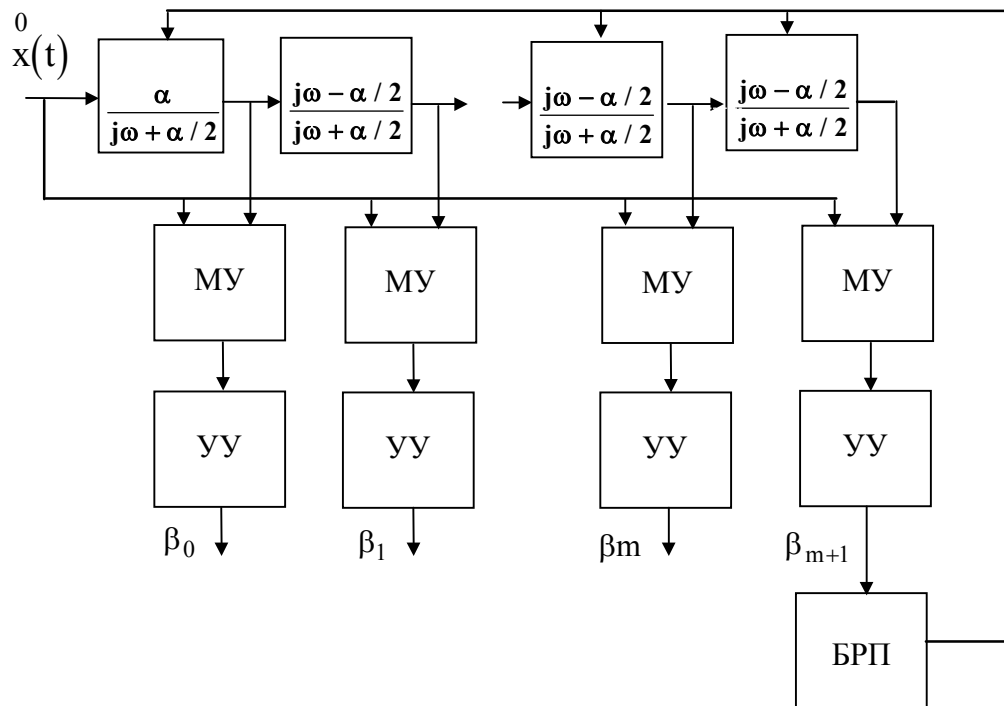 0
x(t)
α
jω + α / 2
jω − α / 2
jω + α / 2
jω − α / 2
jω + α / 2
jω − α / 2
jω + α / 2
МУ МУ МУ МУ
УУ УУ УУ УУ
β0 β1 βm βm+1
БРП